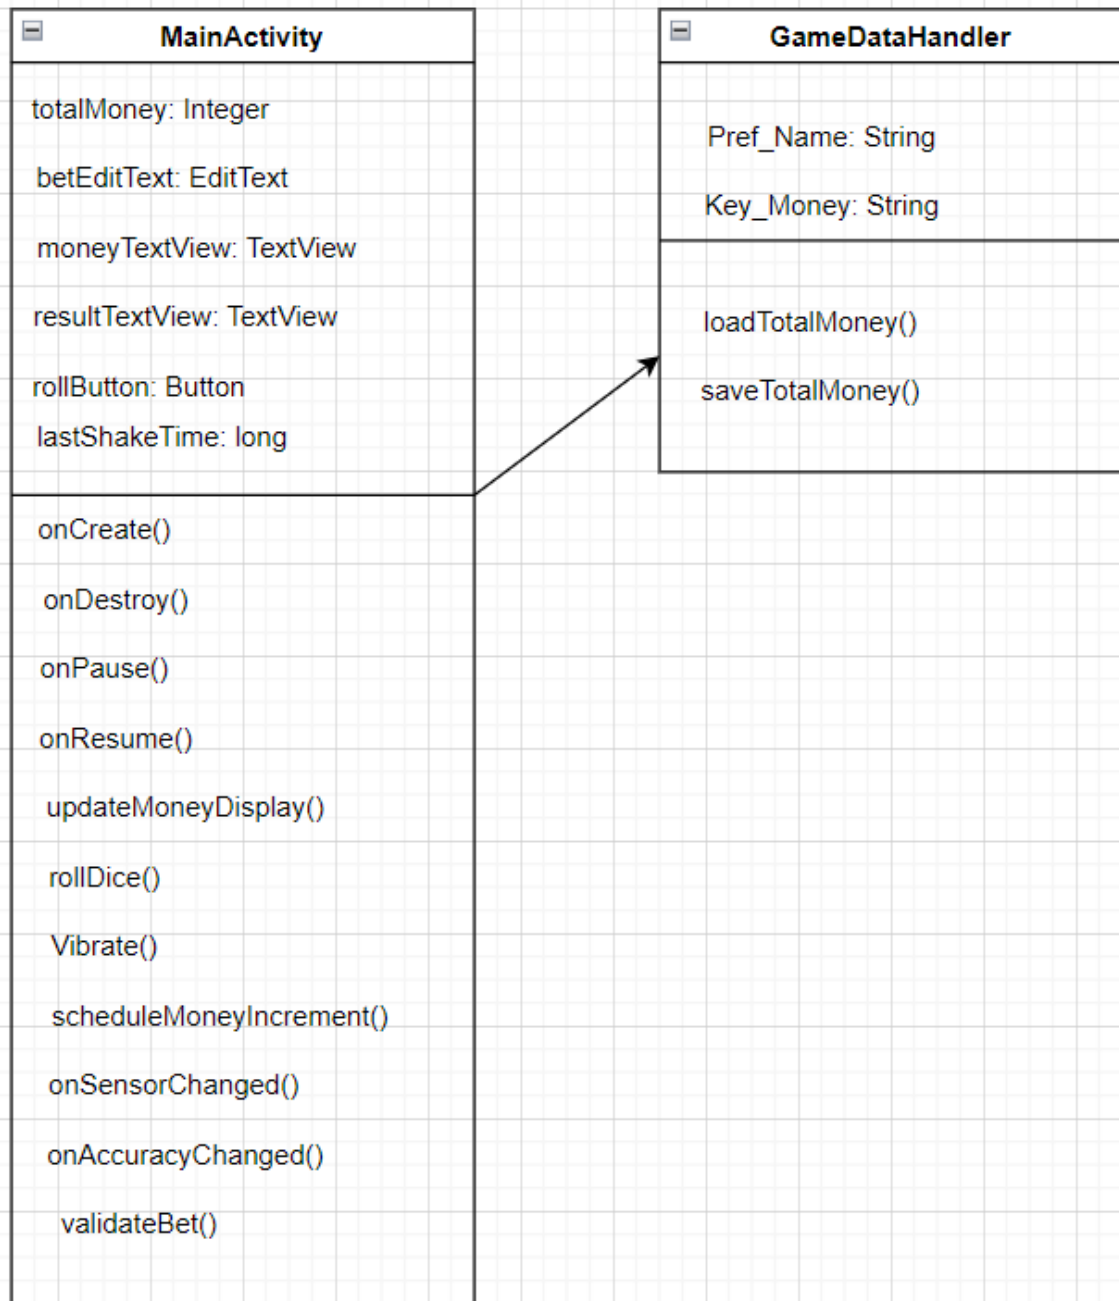 MainActivity
totalMoney: Integer
betEditText: EditText
moneyTextView: TextView
resultTextView: TextView
rollButton: Button
lastShakeTime: long
onCreate()
onDestroy()
onPause()
onResume()
updateMoneyDisplay()
rollDice()
Vibrate()
scheduleMoneyIncrement()
onSensorChanged()
onAccuracyChanged()
validateBet()
GameDataHandler
Pref_Name: String
Key_Money: String
loadTotalMoney()
saveTotalMoney()